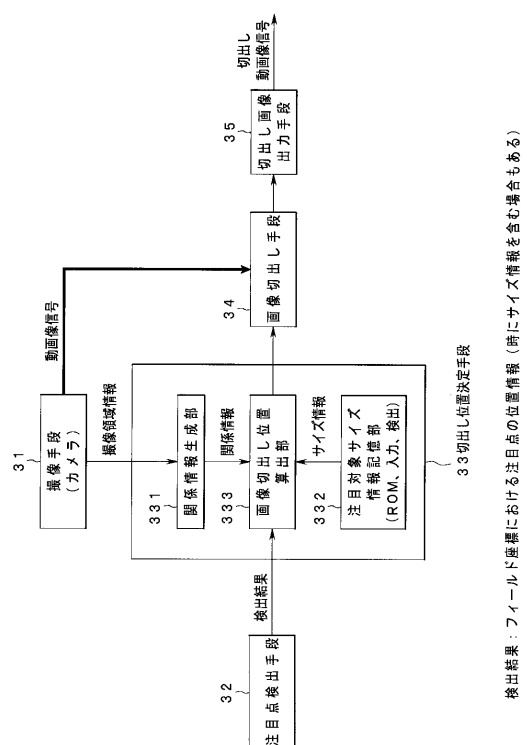 31
撮像手段
(カメラ)
動画像信号
撮像領域情報
331
関係情報生成部
関係情報
32
注目点検出手段
検出結果
333
画像切出し位置
算出部
サイズ情報
332
注目対象サイズ
情報記憶部
(ROM、入力、検出)
33切出し位置決定手段
34
画像切出し手段
35
切出し画像
出力手段
切出し
動画像信号
検出結果：フィールド座標における注目点の位置情報（時にサイズ情報を含む場合もある）